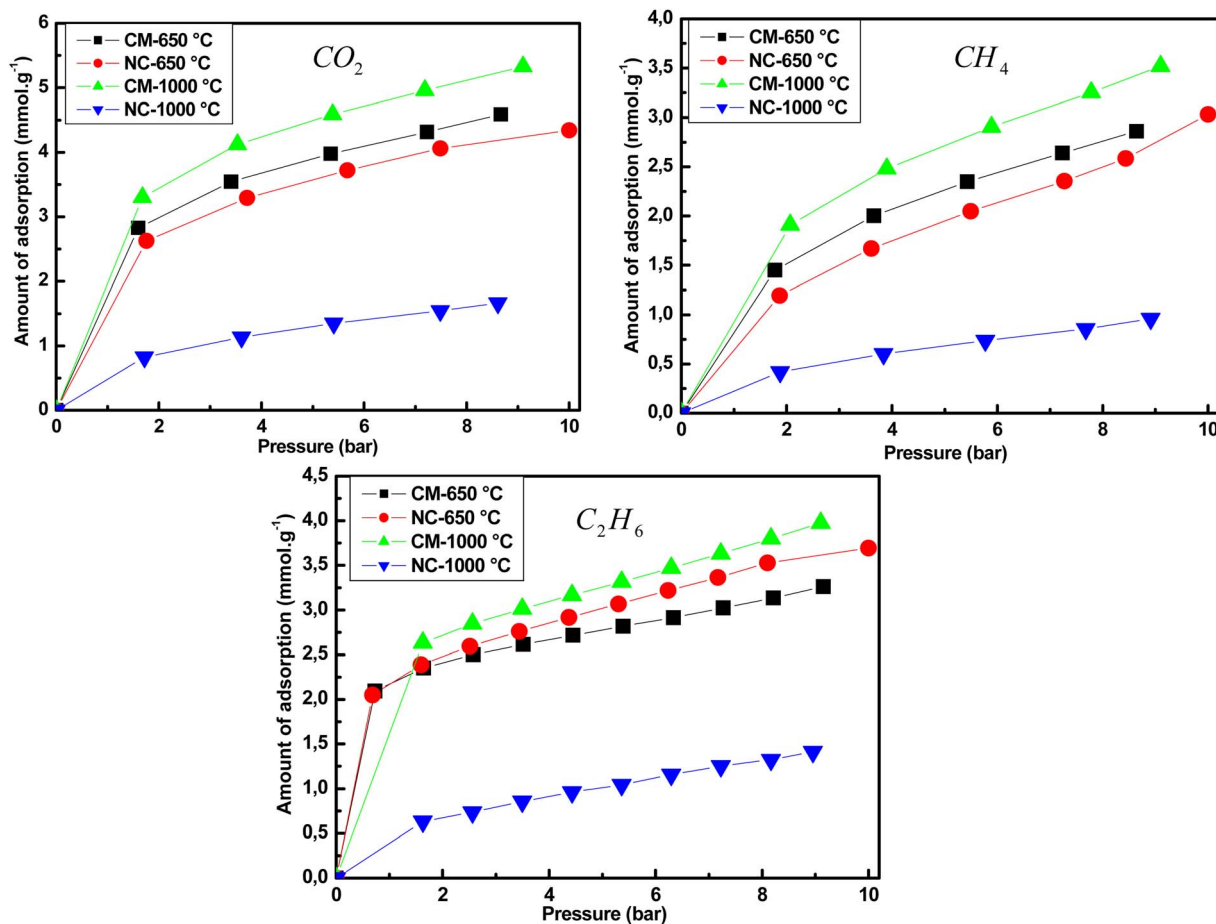 CO2
CM-650 °C
NC-650 °C
CM-1000 °C
NC-1000 °C
Amount of adsorption (mmol.g-1)
6
5
4
3
2
1
0
0 2 4 6 8 10
Pressure (bar)
CH4
CM-650 °C
NC-650 °C
CM-1000 °C
NC-1000 °C
Amount of adsorption (mmol.g-1)
4,0
3,5
3,0
2,5
2,0
1,5
1,0
0,5
0,0
0 2 4 6 8 10
Pressure (bar)
C2H6
CM-650 °C
NC-650 °C
CM-1000 °C
NC-1000 °C
Amount of adsorption (mmol.g-1)
4,5
4,0
3,5
3,0
2,5
2,0
1,5
1,0
0,5
0,0
0 2 4 6 8 10
Pressure (bar)